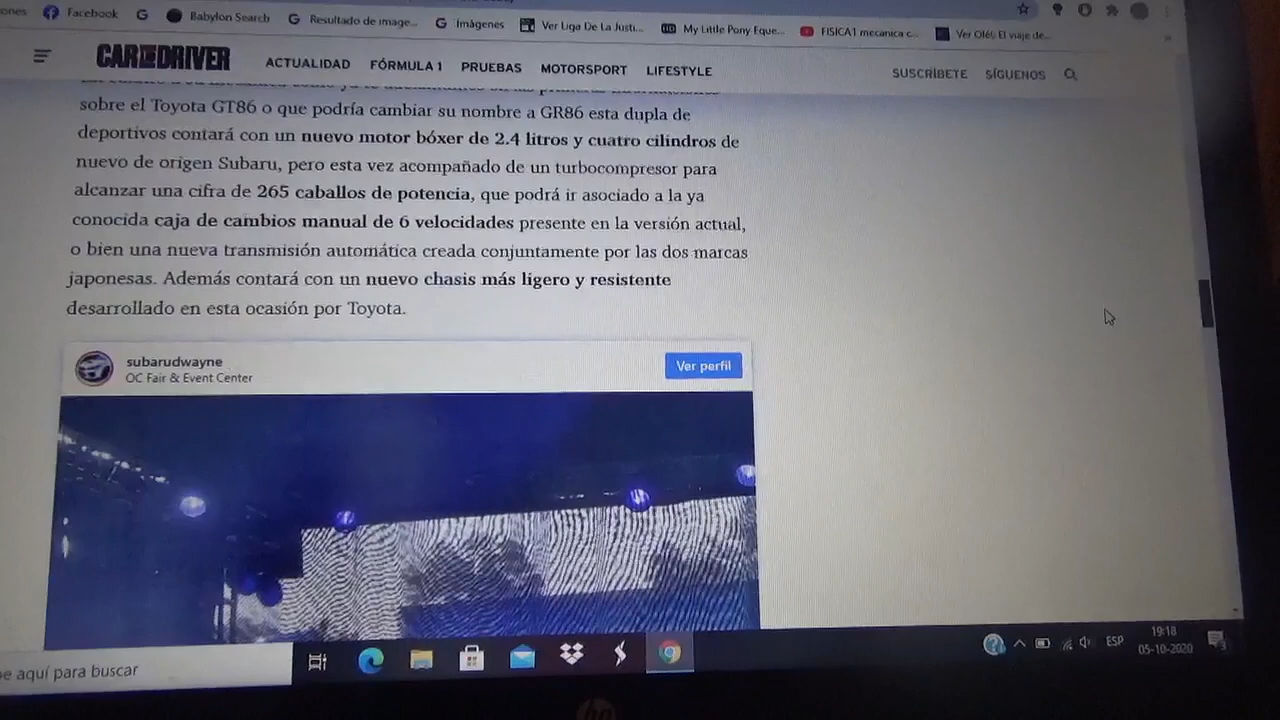 Facebook
Babylon Search
Resultado de image...
Imágenes
Ver Liga De La Justi...
My Little Pony Eque...
FISICA1 mecanica c...
Ver Olé!: El viaje de...
CAR AND DRIVER
ACTUALIDAD FÓRMULA 1 PRUEBAS MOTORSPORT LIFESTYLE
SUSCRÍBETE SÍGUENOS
sobre el Toyota GT86 o que podría cambiar su nombre a GR86 esta dupla de
deportivos contará con un nuevo motor bóxer de 2.4 litros y cuatro cilindros de
nuevo de origen Subaru, pero esta vez acompañado de un turbocompresor para
alcanzar una cifra de 265 caballos de potencia, que podrá ir asociado a la ya
conocida caja de cambios manual de 6 velocidades presente en la versión actual,
o bien una nueva transmisión automática creada conjuntamente por las dos marcas
japonesas. Además contará con un nuevo chasis más ligero y resistente
desarrollado en esta ocasión por Toyota.
subarudwayne
OC Fair & Event Center
Ver perfil
aquí para buscar
ESP
19:18
05-10-2020
hp